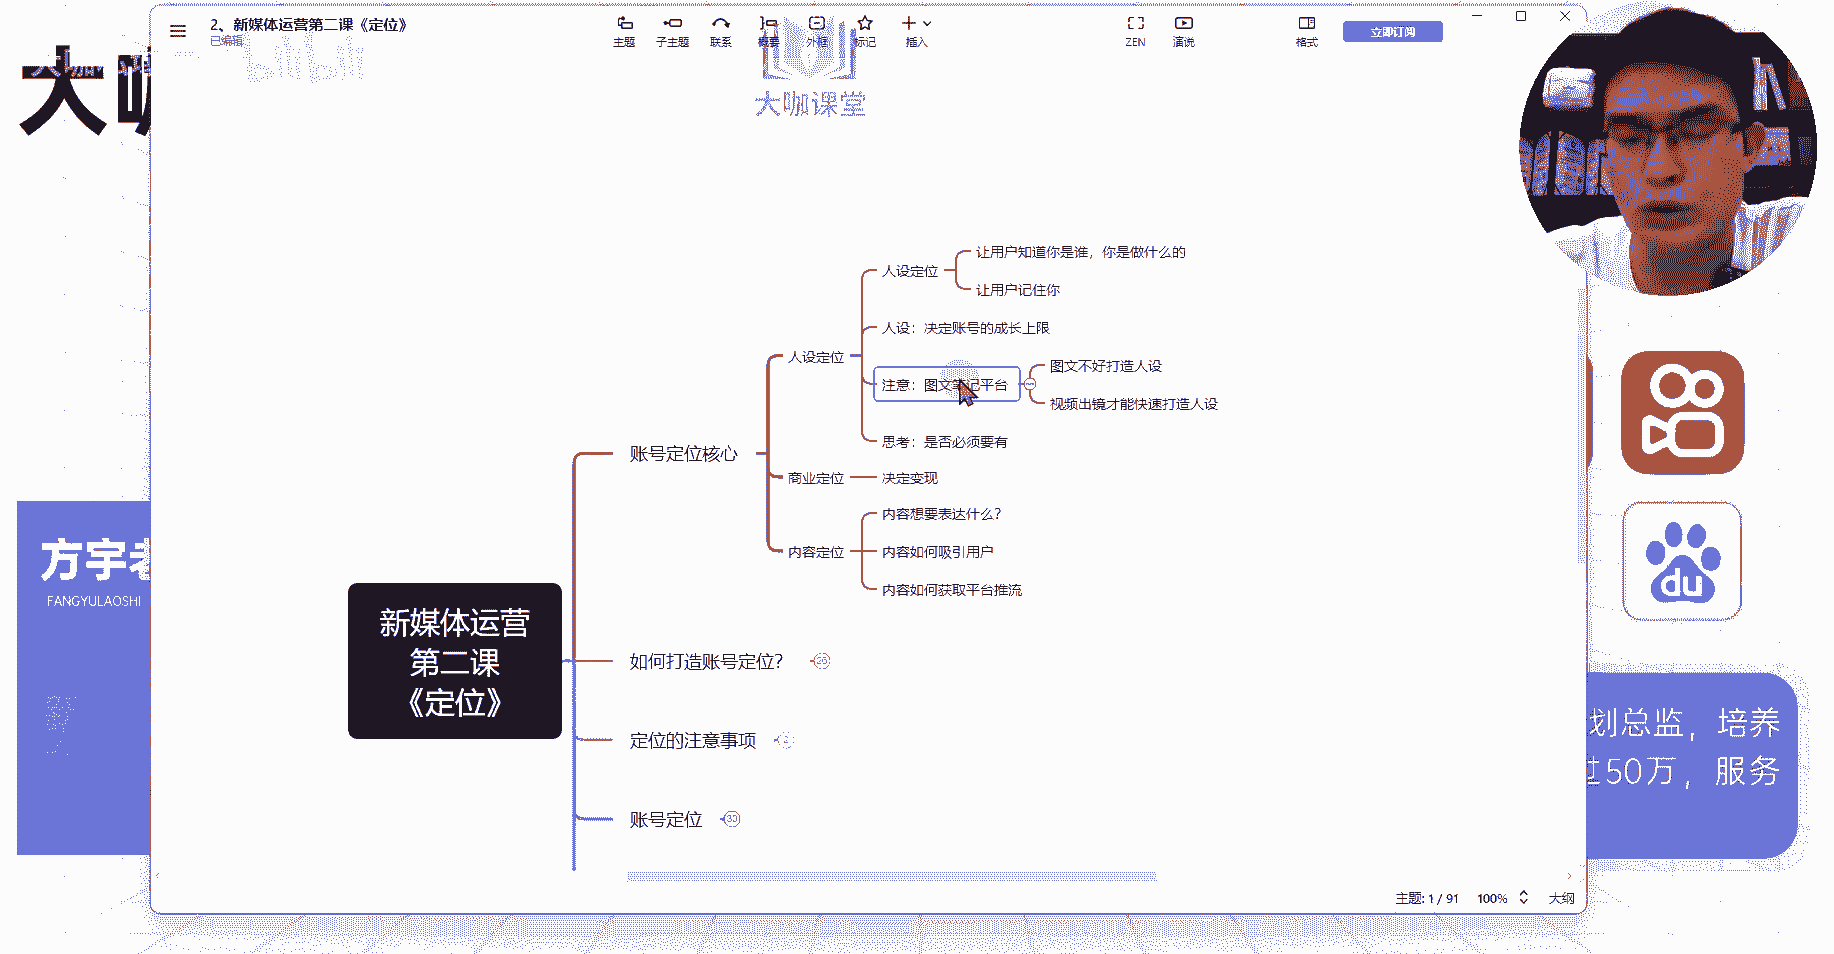 2、新媒体运营第二课《定位》
已编辑
主题
子主题
联系
概要
外框
标记
插入
ZEN
演说
格式
立即订阅
大咖
大咖课堂
让用户知道你是谁，你是做什么的
人设定位
让用户记住你
人设：决定账号的成长上限
人设定位
图文不好打造人设
注意：图文笔记平台
视频出镜才能快速打造人设
思考：是否必须要有
账号定位核心
商业定位
决定变现
内容想要表达什么？
内容定位
内容如何吸引用户
内容如何获取平台推流
方宇老
FANGYULAOSHI
du
新媒体运营
第二课
《定位》
如何打造账号定位？
定位的注意事项
2
账号定位
30
划总监，培养
过50万，服务
主题: 1 / 91
100%
大纲